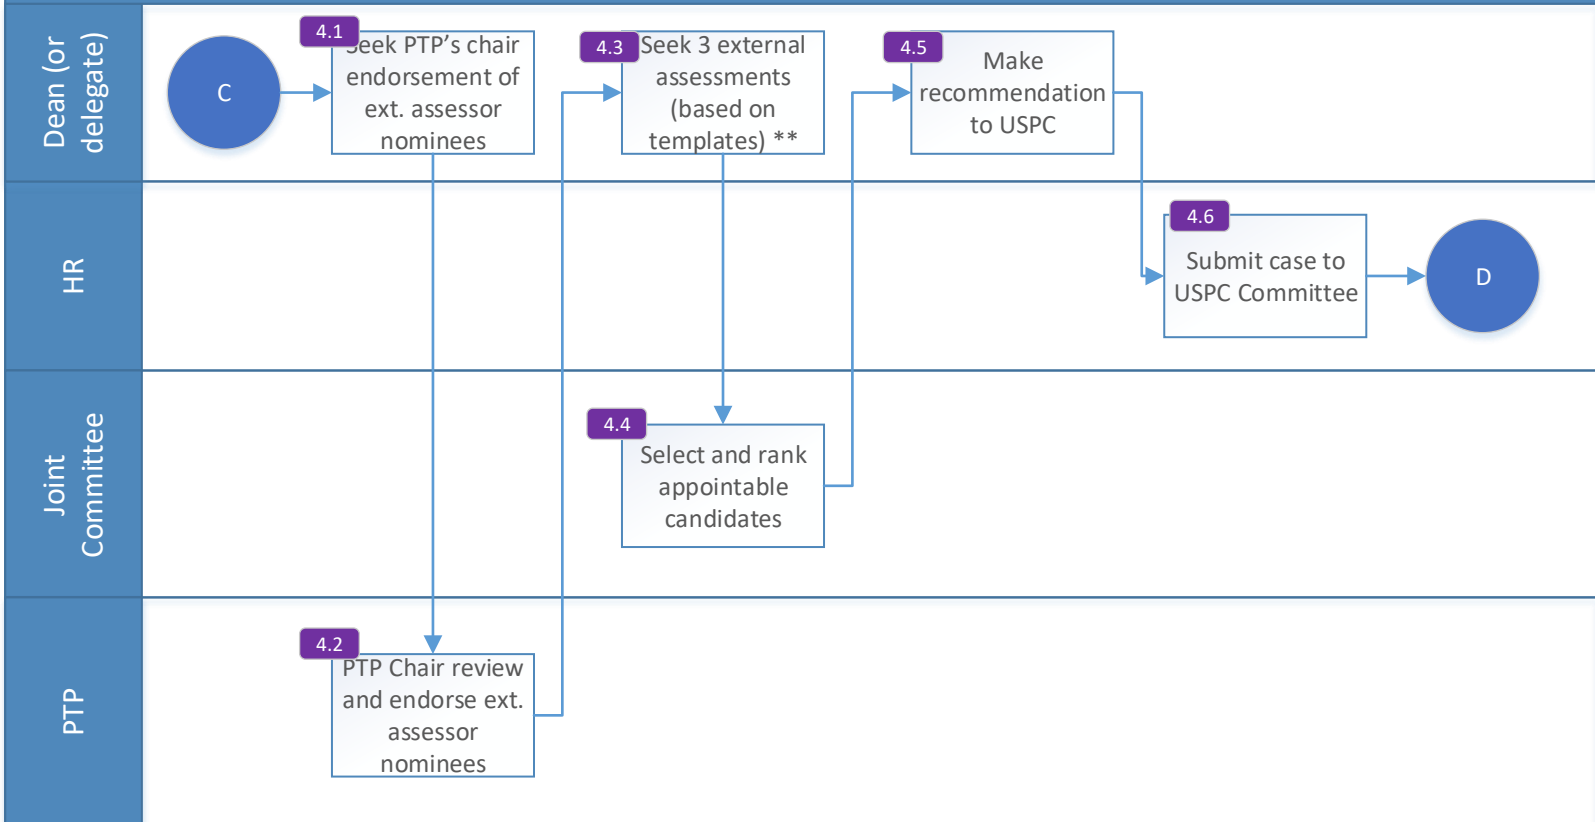 Dean (or
delegate)
C
4.1
Seek PTP's chair
endorsement of
ext. assessor
nominees
4.3
Seek 3 external
assessments
(based on
templates) **
4.5
Make
recommendation
to USPC
HR
4.6
Submit case to
USPC Committee
D
Joint
Committee
4.4
Select and rank
appointable
candidates
PTP
4.2
PTP Chair review
and endorse ext.
assessor
nominees